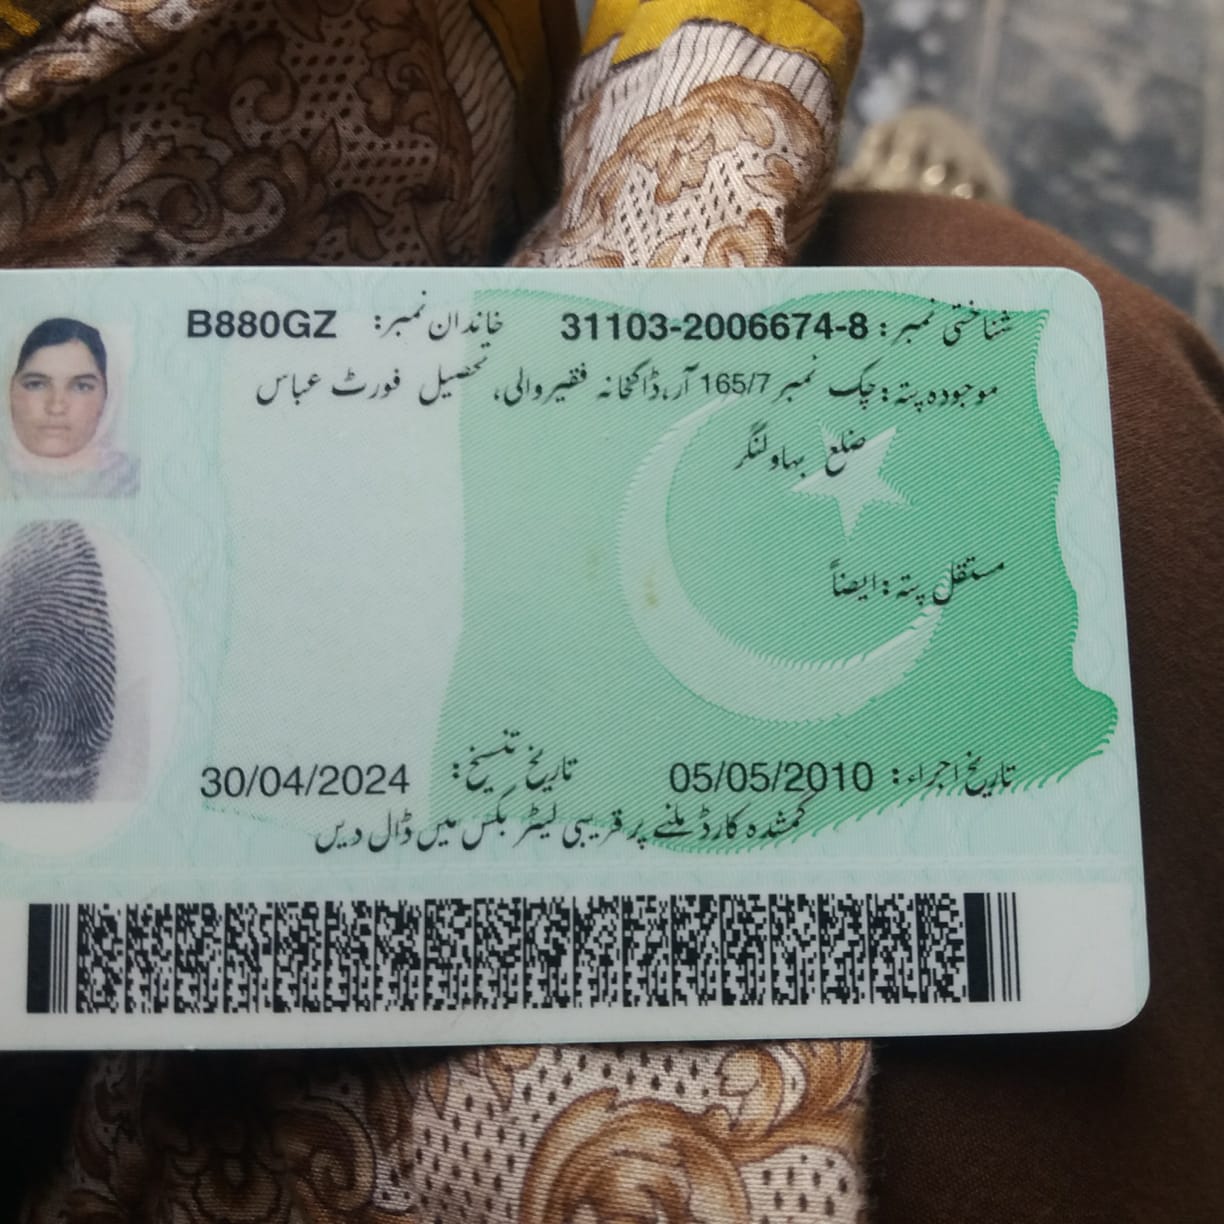 شناختی نمبر: 31103-2006674-8 خاندان نمبر: B880GZ
موجودہ پتہ: چک نمبر 165/7 آر، ڈاکخانہ فقیروالی، تحصیل فورٹ عباس
ضلع بہاولنگر
مستقل پتہ: ایضاً
تاریخ اجراء: 05/05/2010 تاریخ تنسیخ: 30/04/2024
گمشدہ کارڈ ملنے پر قریبی لیٹر بکس میں ڈال دیں